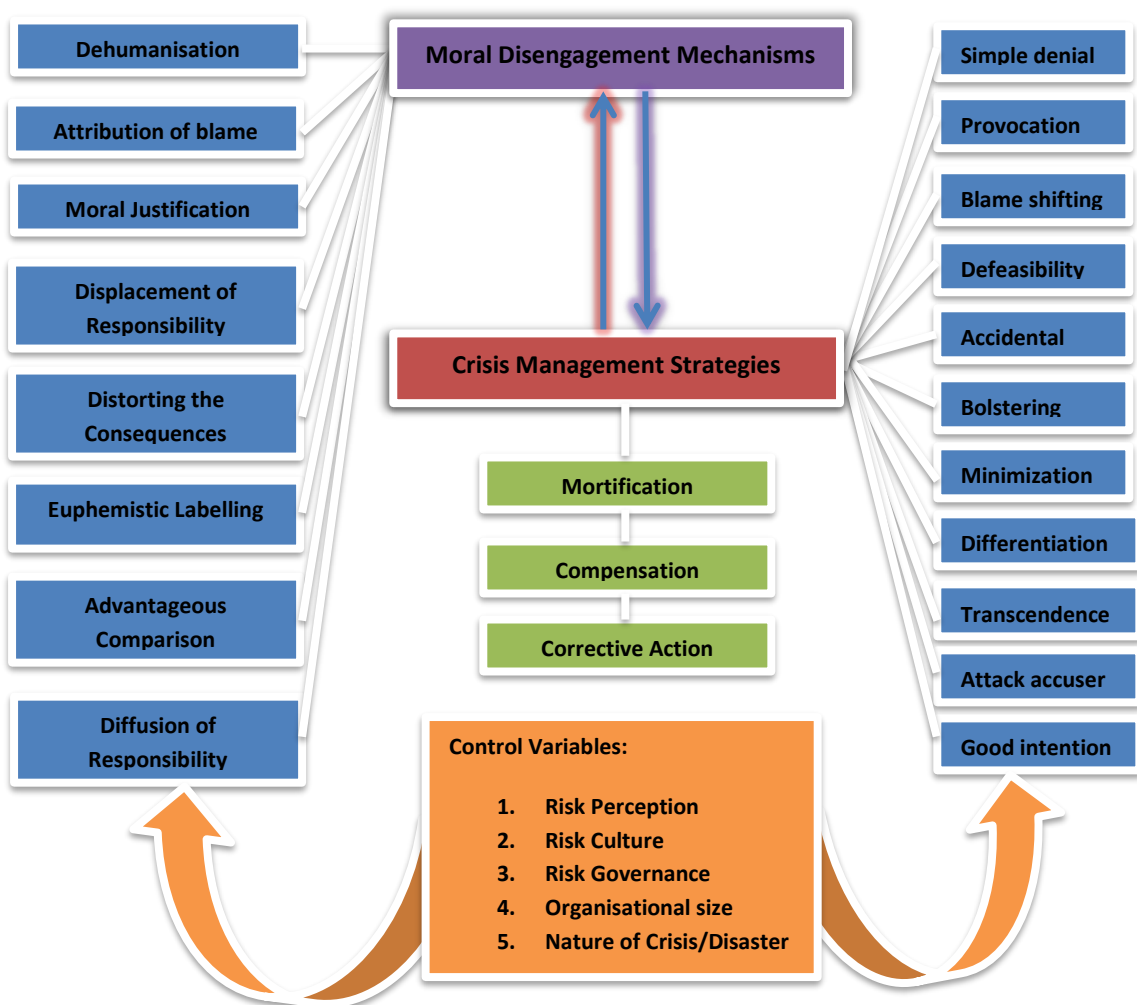 Dehumanisation
Attribution of blame
Moral Justification
Displacement of
Responsibility
Distorting the
Consequences
Euphemistic Labelling
Advantageous
Comparison
Diffusion of
Responsibility
Moral Disengagement Mechanisms
Crisis Management Strategies
Mortification
Compensation
Corrective Action
Control Variables:
1. Risk Perception
2. Risk Culture
3. Risk Governance
4. Organisational size
5. Nature of Crisis/Disaster
Simple denial
Provocation
Blame shifting
Defeasibility
Accidental
Bolstering
Minimization
Differentiation
Transcendence
Attack accuser
Good intention